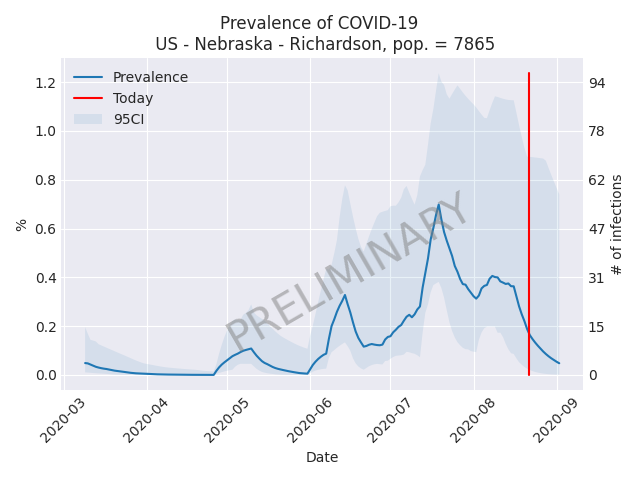 Prevalence of COVID-19
US - Nebraska - Richardson, pop. = 7865
Prevalence
Today
95CI
PRELIMINARY
1.2
1.0
0.8
0.6
0.4
0.2
0.0
%
94
78
62
47
31
15
0
# of infections
2020-03
2020-04
2020-05
2020-06
2020-07
2020-08
2020-09
Date